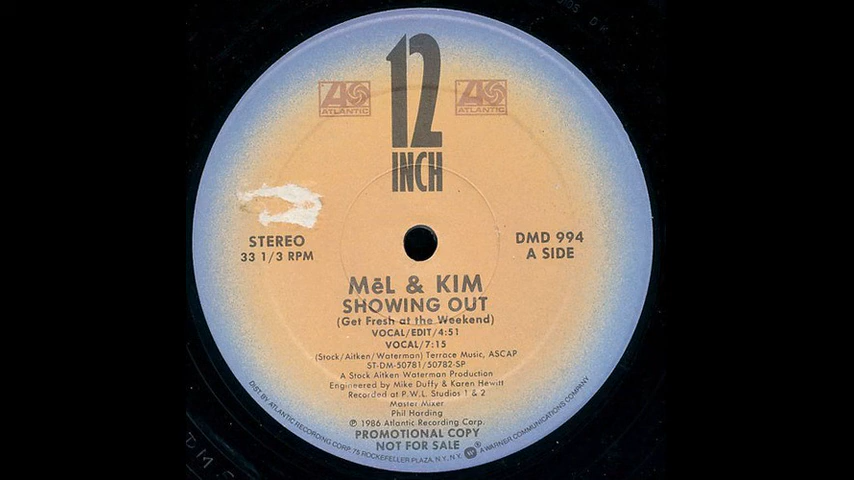 12
INCH
ATLANTIC
ATLANTIC
STEREO
33 1/3 RPM
DMD 994
A SIDE
MēL & KIM
SHOWING OUT
(Get Fresh at the Weekend)
VOCAL/EDIT/4:51
VOCAL/7:15
(Stock/Aitken/Waterman) Terrace Music, ASCAP
ST-DM-50781/50782-SP
A Stock Aitken Waterman Production
Engineered by Mike Duffy & Karen Hewitt
Recorded at P.W.L. Studios 1 & 2
Master Mixer
Phil Harding
℗ 1986 Atlantic Recording Corp.
PROMOTIONAL COPY
NOT FOR SALE
DIST. BY ATLANTIC RECORDING CORP. 75 ROCKEFELLER PLAZA, N.Y., N.Y. ® A WARNER COMMUNICATIONS COMPANY